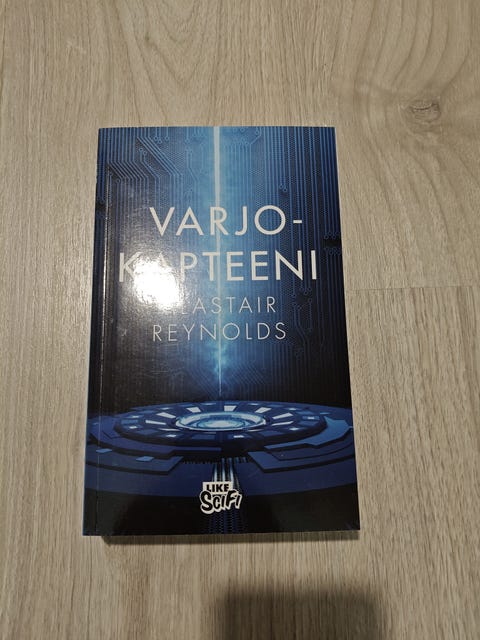 VARJO-
KAPTEENI
ALASTAIR
REYNOLDS
LIKE
SCIFI